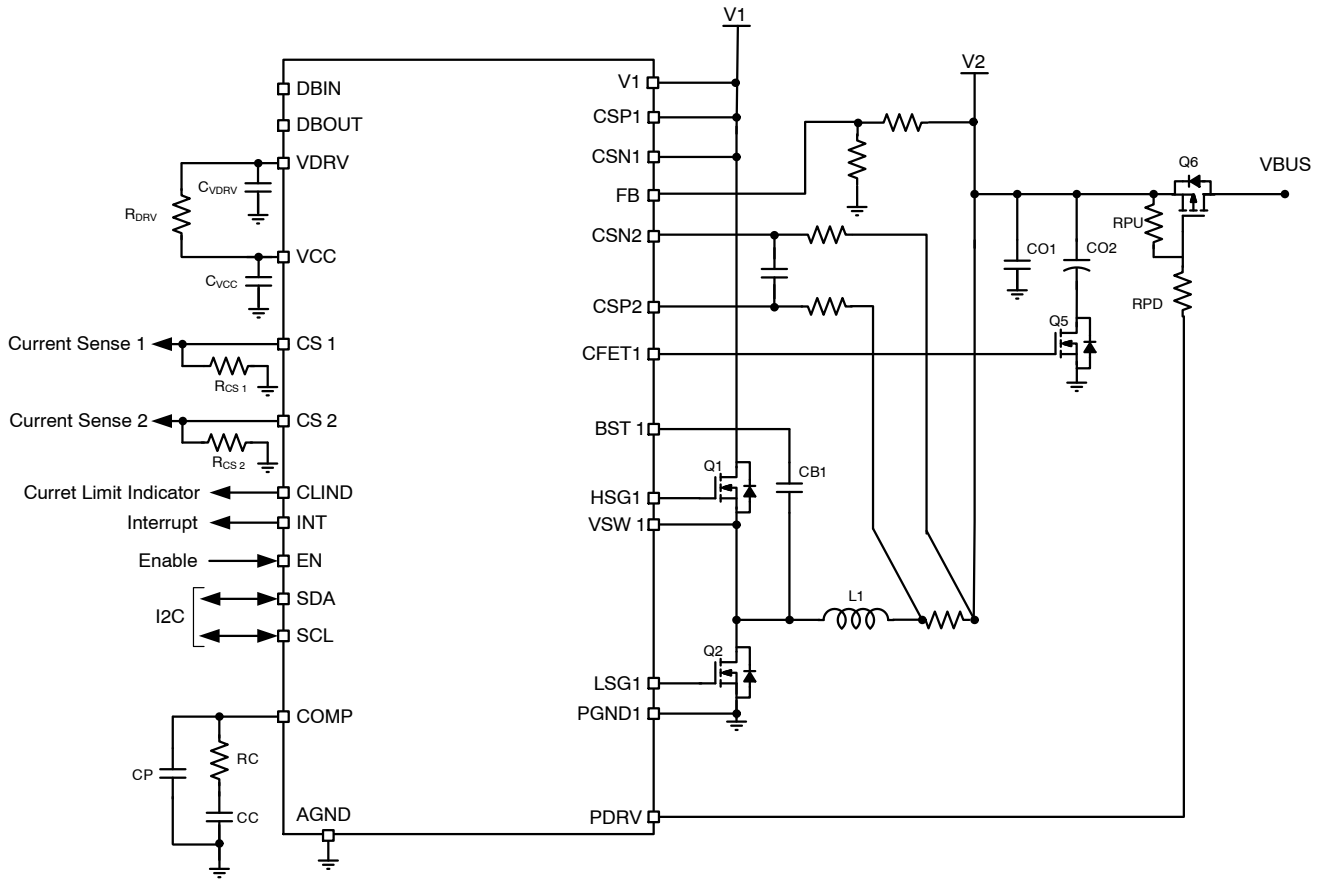 V1
V2
DBIN
DBOUT
VDRV
VCC
CS 1
CS 2
CLIND
INT
EN
SDA
SCL
COMP
AGND
V1
CSP1
CSN1
FB
CSN2
CSP2
CFET1
BST 1
HSG1
VSW 1
LSG1
PGND1
PDRV
CVDRV
RDRV
CVCC
Current Sense 1
RCS 1
Current Sense 2
RCS 2
Curret Limit Indicator
Interrupt
Enable
I2C
CP
RC
CC
Q1
CB1
L1
Q2
CO1
CO2
Q5
Q6
VBUS
RPU
RPD